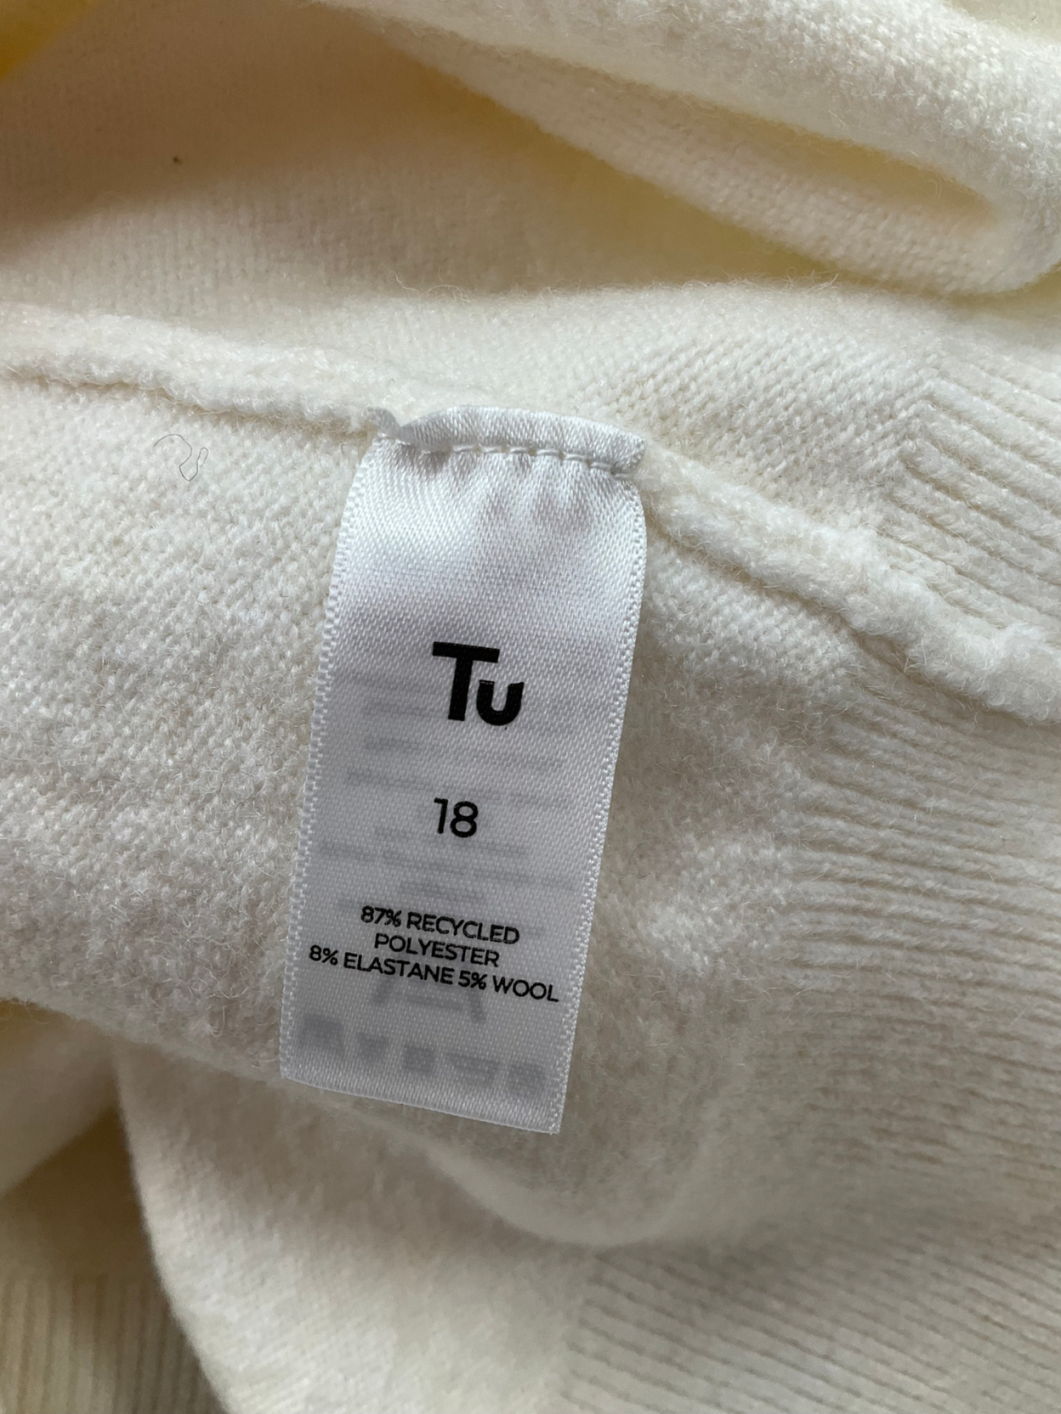 Tu
18
87% RECYCLED
POLYESTER
8% ELASTANE 5% WOOL